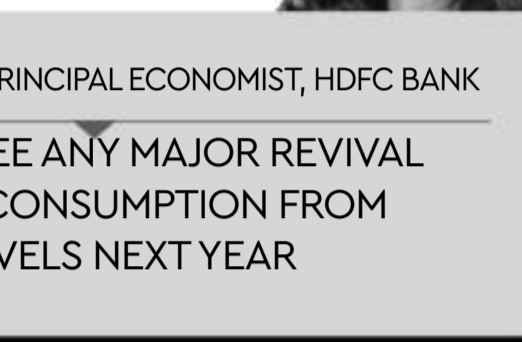 RINCIPAL ECONOMIST, HDFC BANK
EE ANY MAJOR REVIVAL
CONSUMPTION FROM
VELS NEXT YEAR